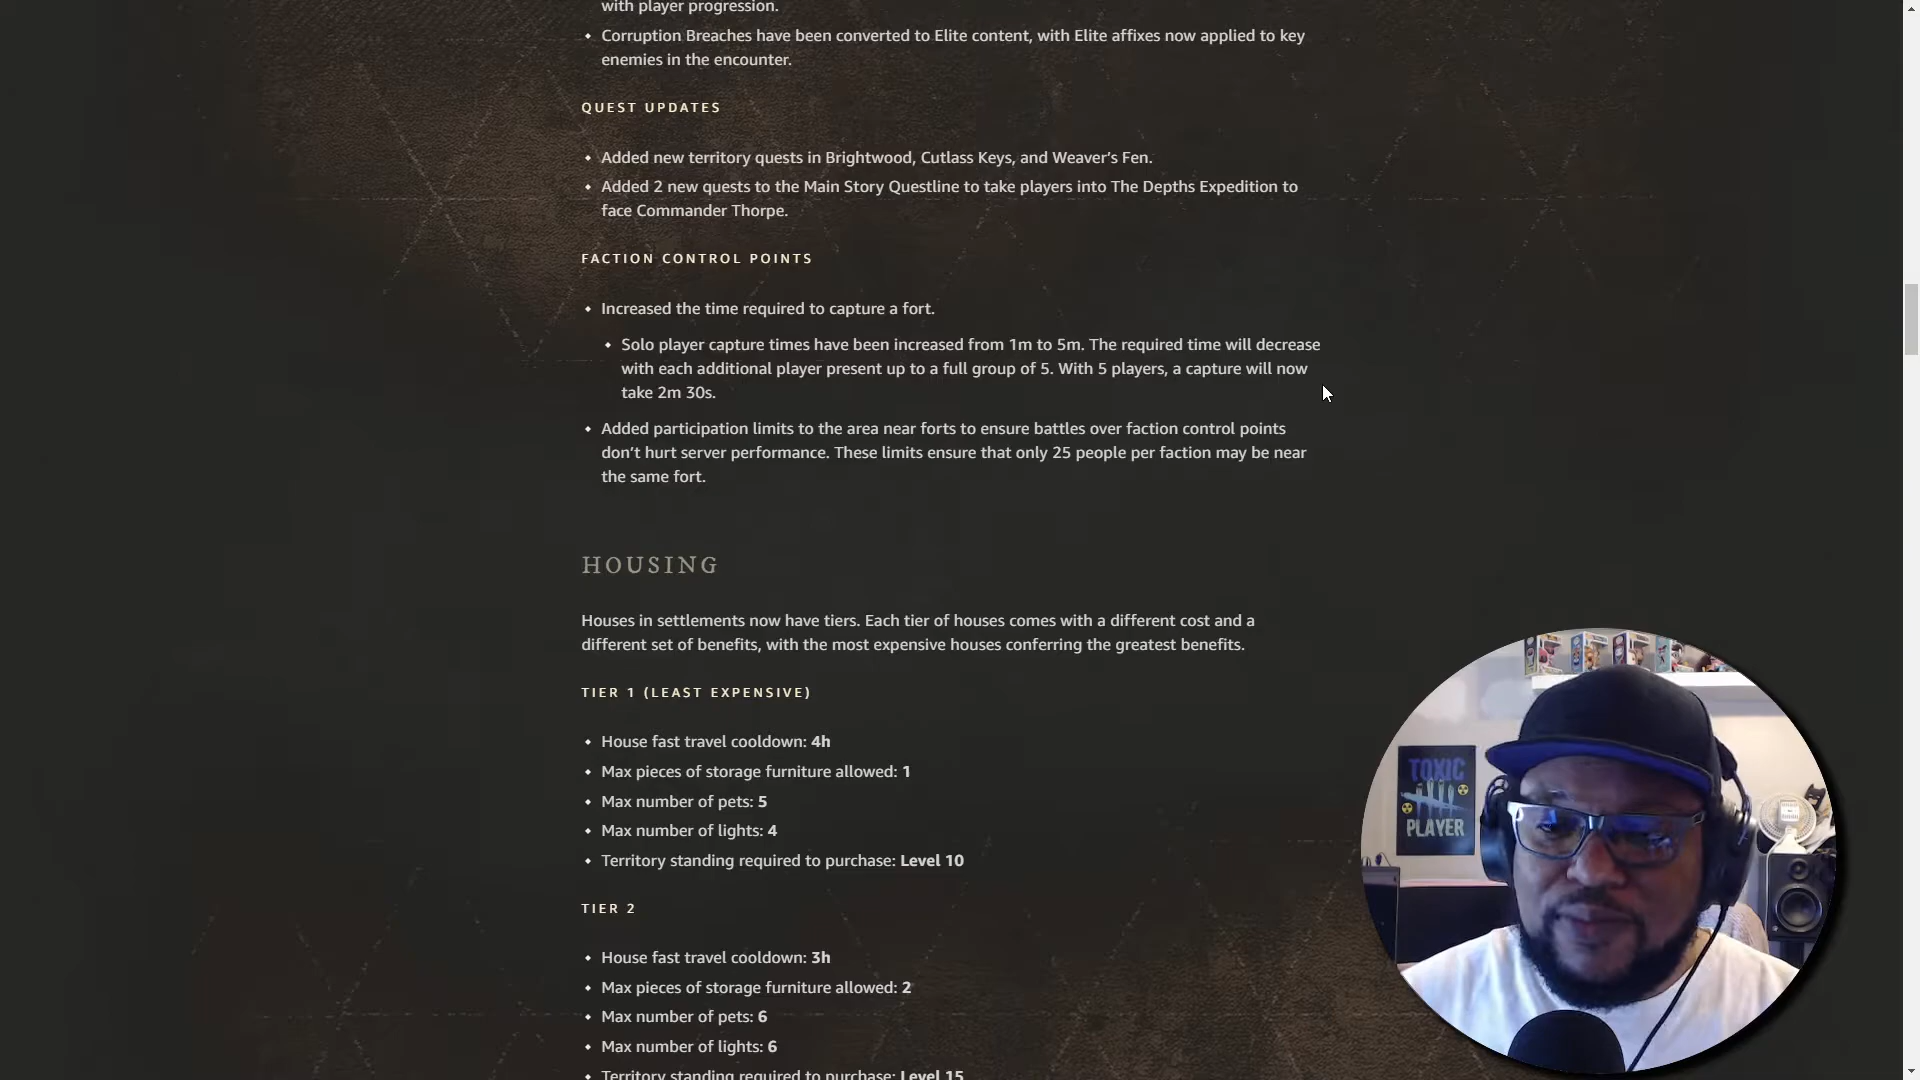 with player progression.
Corruption Breaches have been converted to Elite content, with Elite affixes now applied to key
enemies in the encounter.
QUEST UPDATES
Added new territory quests in Brightwood, Cutlass Keys, and Weaver's Fen.
Added 2 new quests to the Main Story Questline to take players into The Depths Expedition to
face Commander Thorpe.
FACTION CONTROL POINTS
Increased the time required to capture a fort.
Solo player capture times have been increased from 1m to 5m. The required time will decrease
with each additional player present up to a full group of 5. With 5 players, a capture will now
take 2m 30s.
Added participation limits to the area near forts to ensure battles over faction control points
don't hurt server performance. These limits ensure that only 25 people per faction may be near
the same fort.
HOUSING
Houses in settlements now have tiers. Each tier of houses comes with a different cost and a
different set of benefits, with the most expensive houses conferring the greatest benefits.
TIER 1 (LEAST EXPENSIVE)
House fast travel cooldown: 4h
Max pieces of storage furniture allowed: 1
Max number of pets: 5
Max number of lights: 4
Territory standing required to purchase: Level 10
TIER 2
House fast travel cooldown: 3h
Max pieces of storage furniture allowed: 2
Max number of pets: 6
Max number of lights: 6
Territory standing required to purchase: Level 15
TOXIC
PLAYER